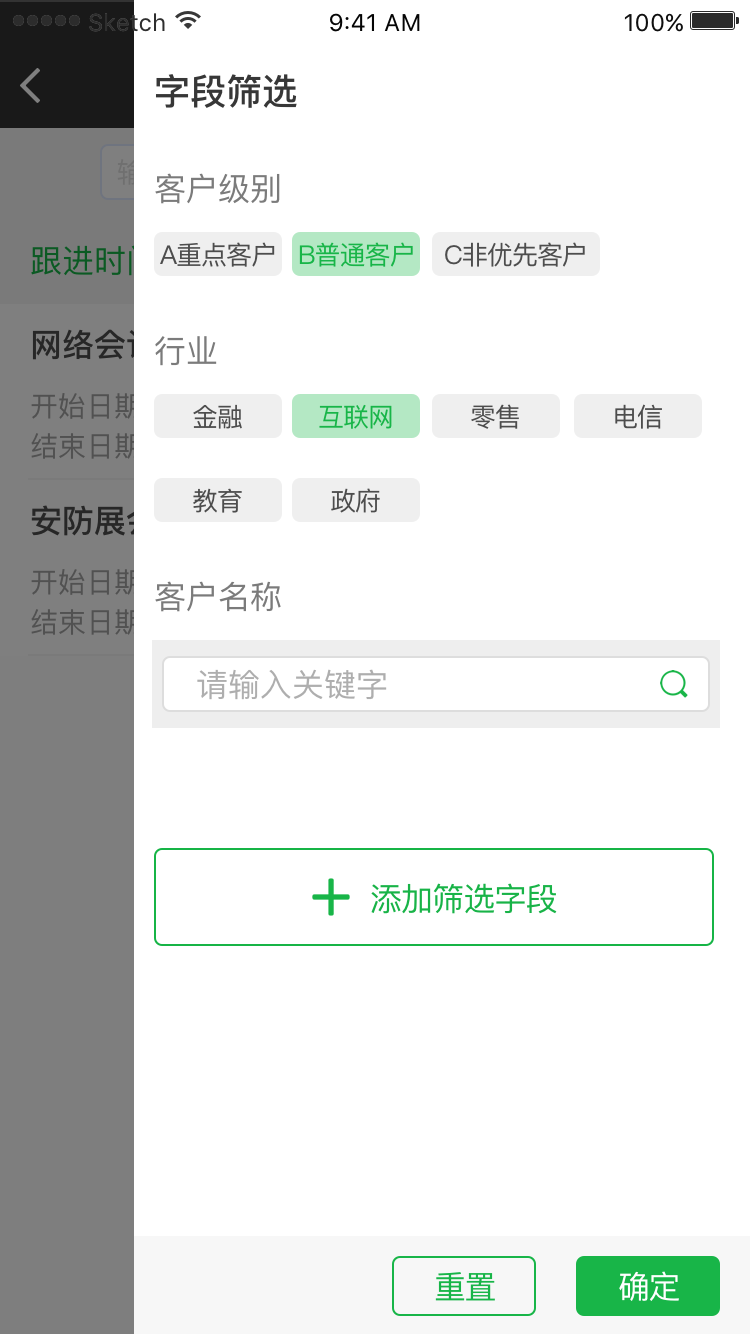 Sketch 9:41 AM 100%
字段筛选
输
客户级别
跟进时间
A重点客户 B普通客户 C非优先客户
网络会议
行业
开始日期
金融 互联网 零售 电信
结束日期
教育 政府
安防展会
开始日期
客户名称
结束日期
请输入关键字
添加筛选字段
重置 确定